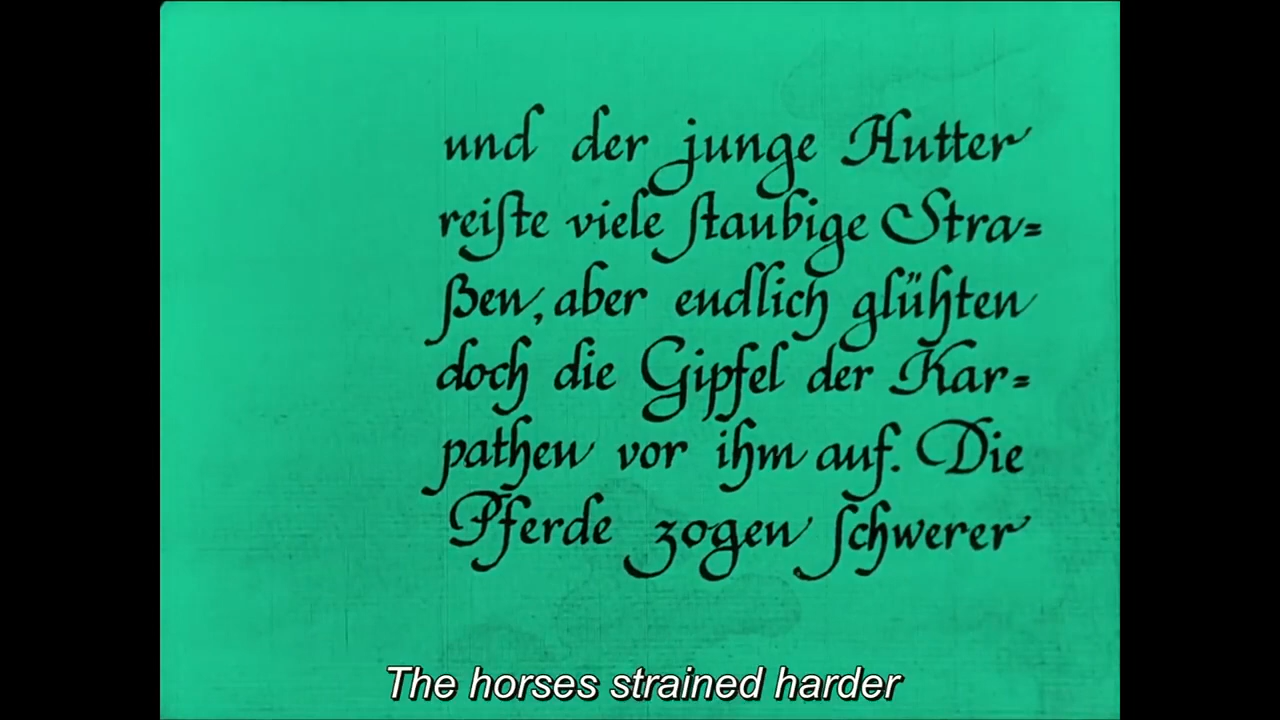 und der junge Hutter
reiſte viele ſtaubige Stra=
ßen, aber endlich glühten
doch die Gipfel der Kar=
pathen vor ihm auf. Die
Pferde zogen ſchwerer
The horses strained harder